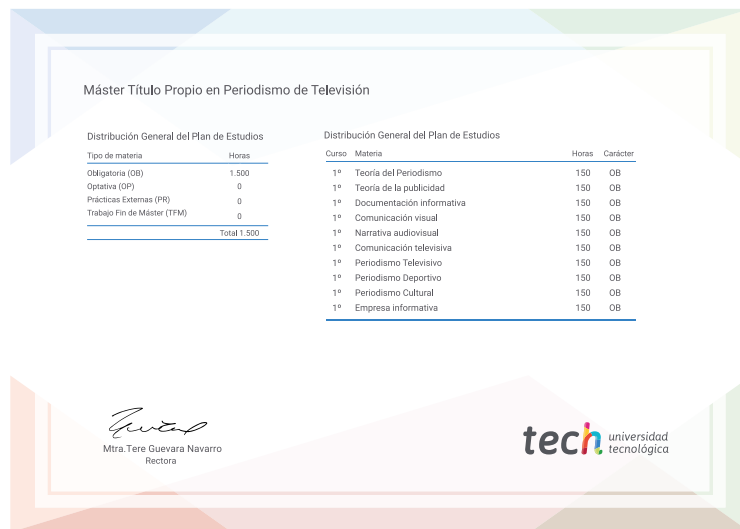 Máster Título Propio en Periodismo de Televisión
Distribución General del Plan de Estudios
Tipo de materia Horas
Obligatoria (OB) 1.500
Optativa (OP) 0
Prácticas Externas (PR) 0
Trabajo Fin de Máster (TFM) 0
Total 1.500
Distribución General del Plan de Estudios
Curso Materia Horas Carácter
1º Teoría del Periodismo 150 OB
1º Teoría de la publicidad 150 OB
1º Documentación informativa 150 OB
1º Comunicación visual 150 OB
1º Narrativa audiovisual 150 OB
1º Comunicación televisiva 150 OB
1º Periodismo Televisivo 150 OB
1º Periodismo Deportivo 150 OB
1º Periodismo Cultural 150 OB
1º Empresa informativa 150 OB
Mtra.Tere Guevara Navarro
Rectora
tech universidad
tecnológica